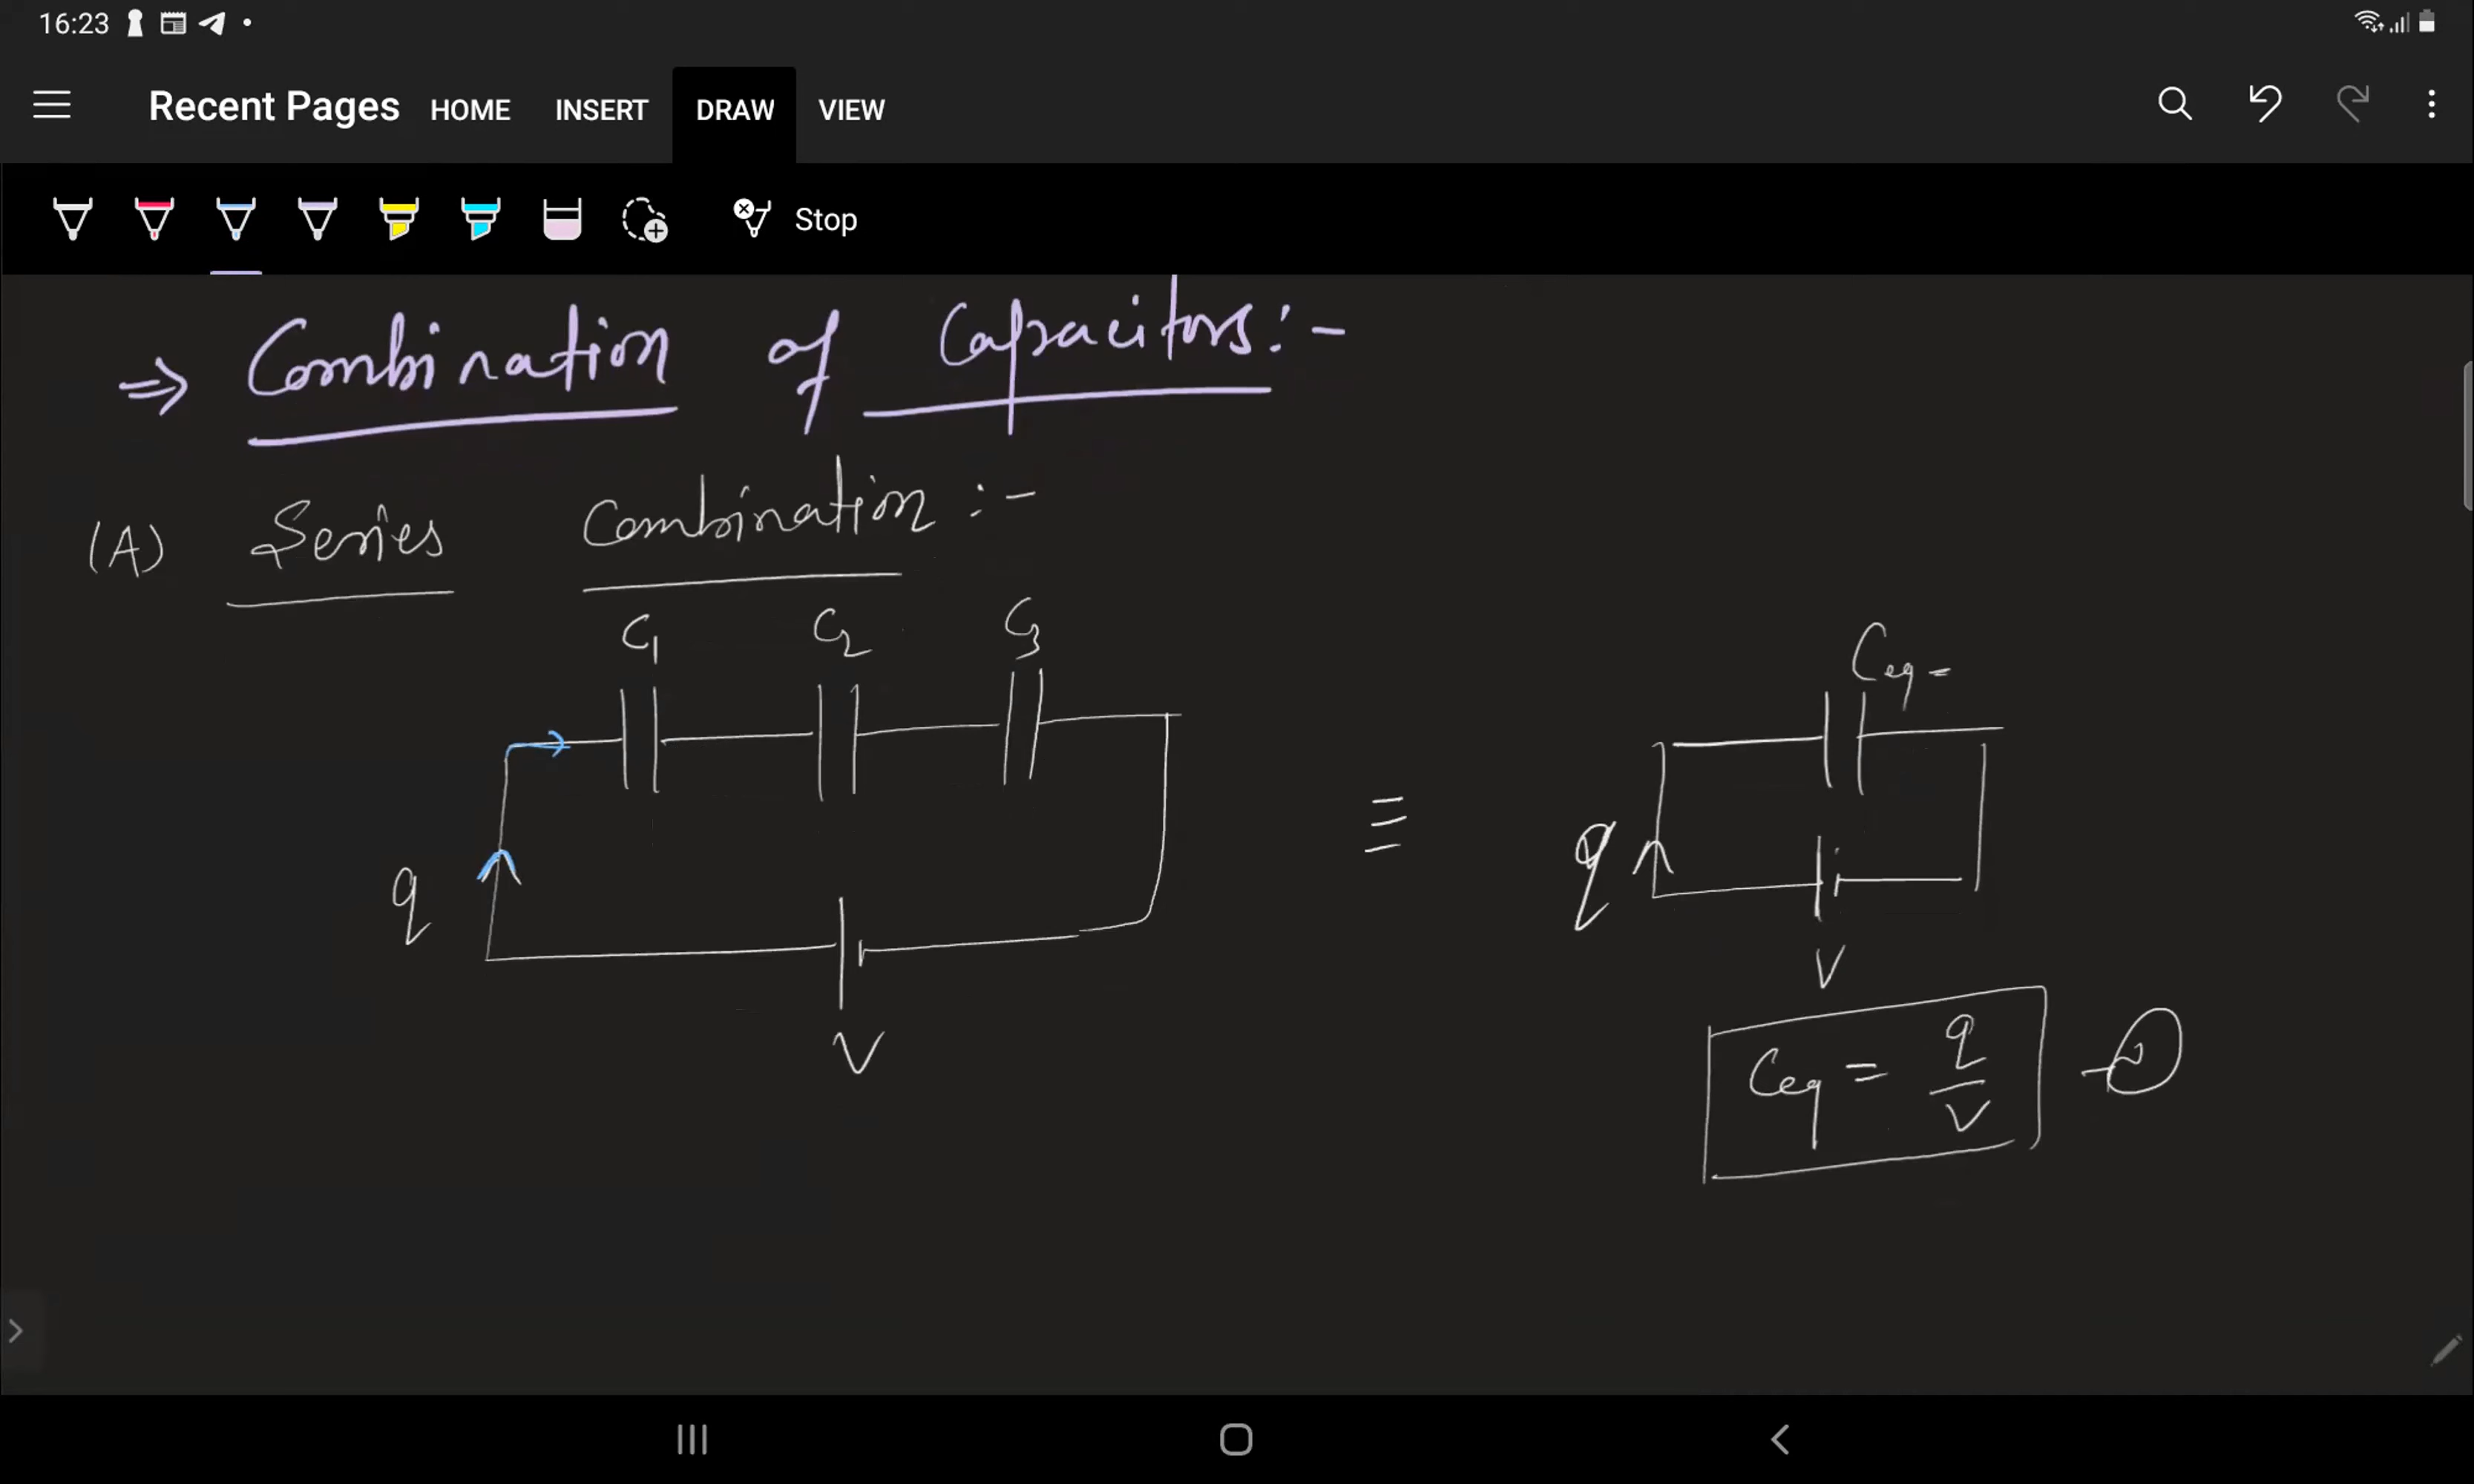 16:23
Recent Pages HOME INSERT DRAW VIEW
Stop
⇒ Combination of Capacitors:-
(A) Series Combination :-
C1 C2 C3
Ceq =
q
≡
q
V
V
Ceq = q/V